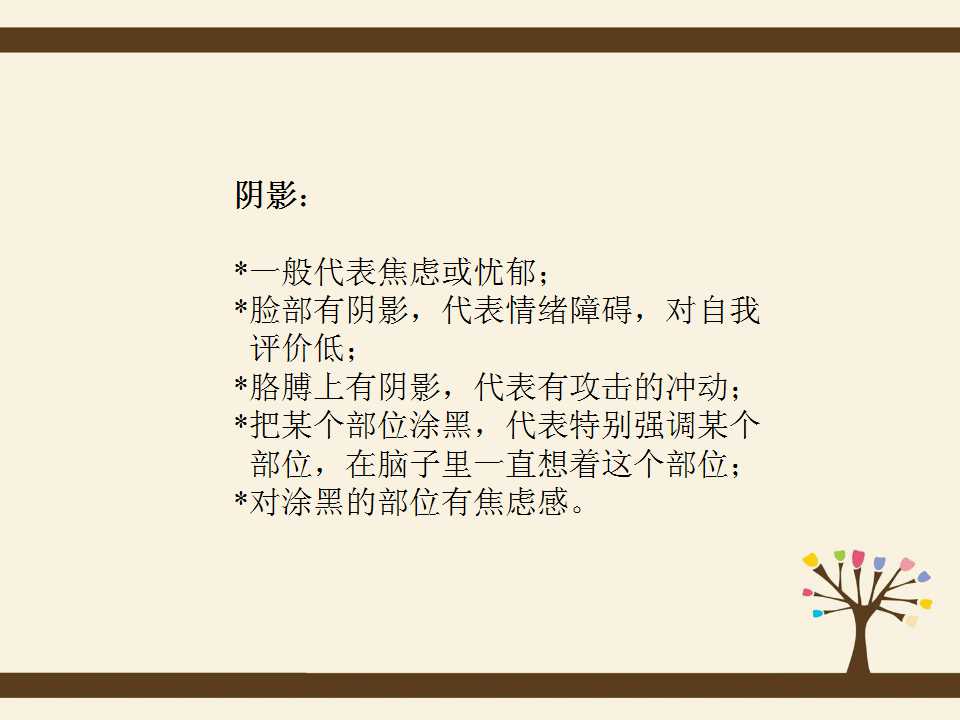 阴影：
*一般代表焦虑或忧郁；
*脸部有阴影，代表情绪障碍，对自我
评价低；
*胳膊上有阴影，代表有攻击的冲动；
*把某个部位涂黑，代表特别强调某个
部位，在脑子里一直想着这个部位；
*对涂黑的部位有焦虑感。